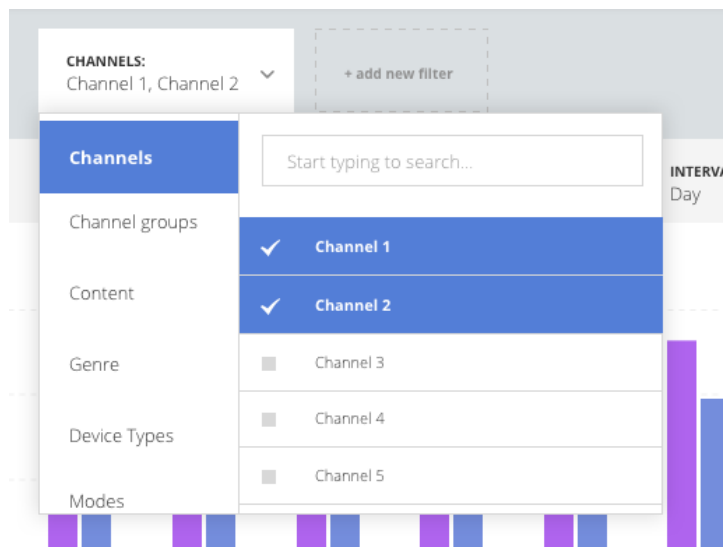 CHANNELS:
Channel 1, Channel 2
+ add new filter
Channels
Start typing to search...
Channel groups
Content
Genre
Device Types
Modes
Channel 1
Channel 2
Channel 3
Channel 4
Channel 5
INTERVA
Day